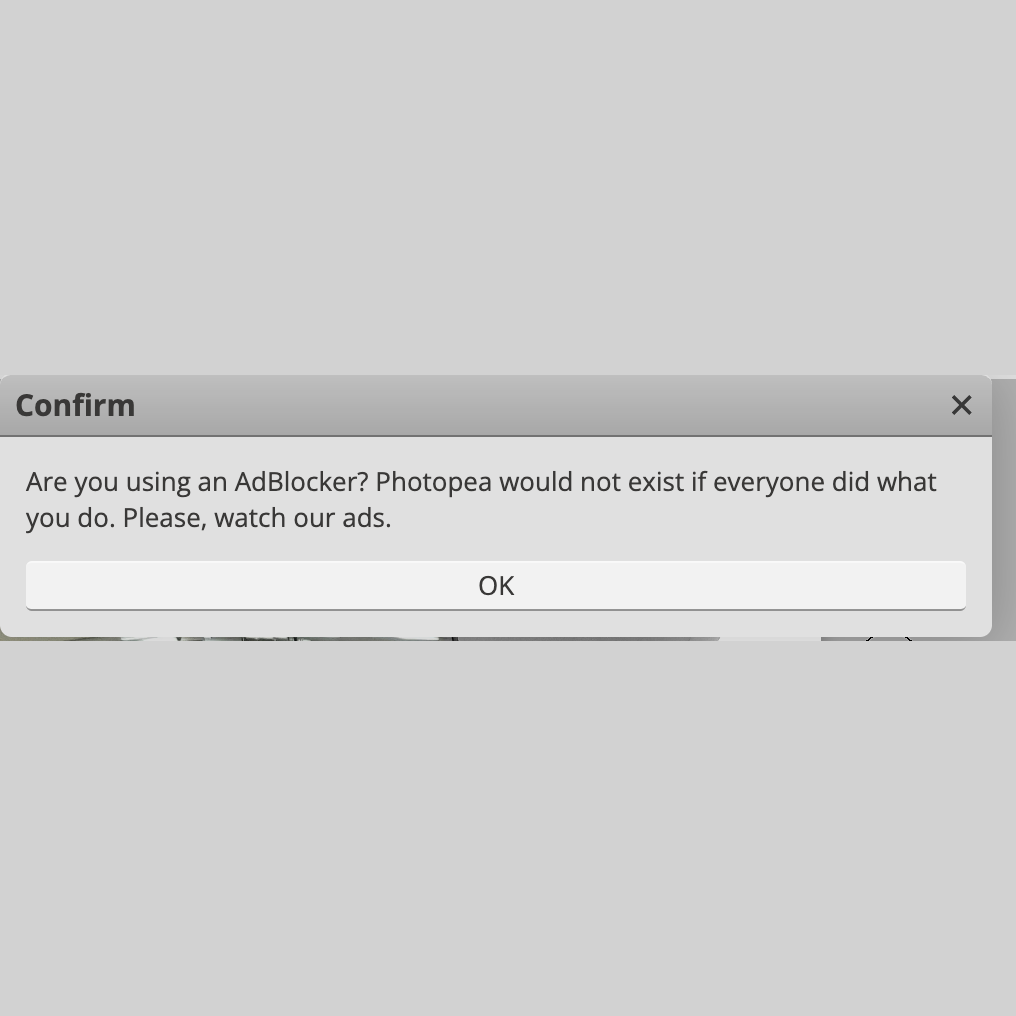 Confirm
Are you using an AdBlocker? Photopea would not exist if everyone did what
you do. Please, watch our ads.
OK